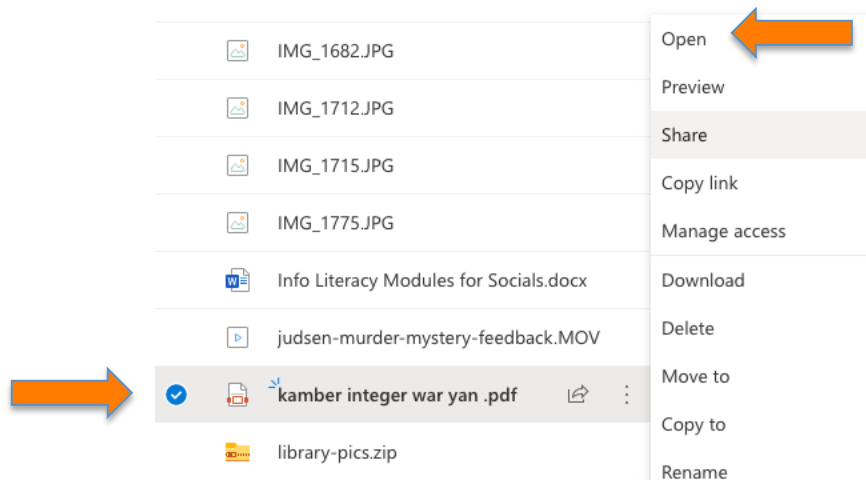 IMG_1682.JPG
IMG_1712.JPG
IMG_1715.JPG
IMG_1775.JPG
Info Literacy Modules for Socials.docx
judsen-murder-mystery-feedback.MOV
kamber integer war yan .pdf
library-pics.zip
Open
Preview
Share
Copy link
Manage access
Download
Delete
Move to
Copy to
Rename